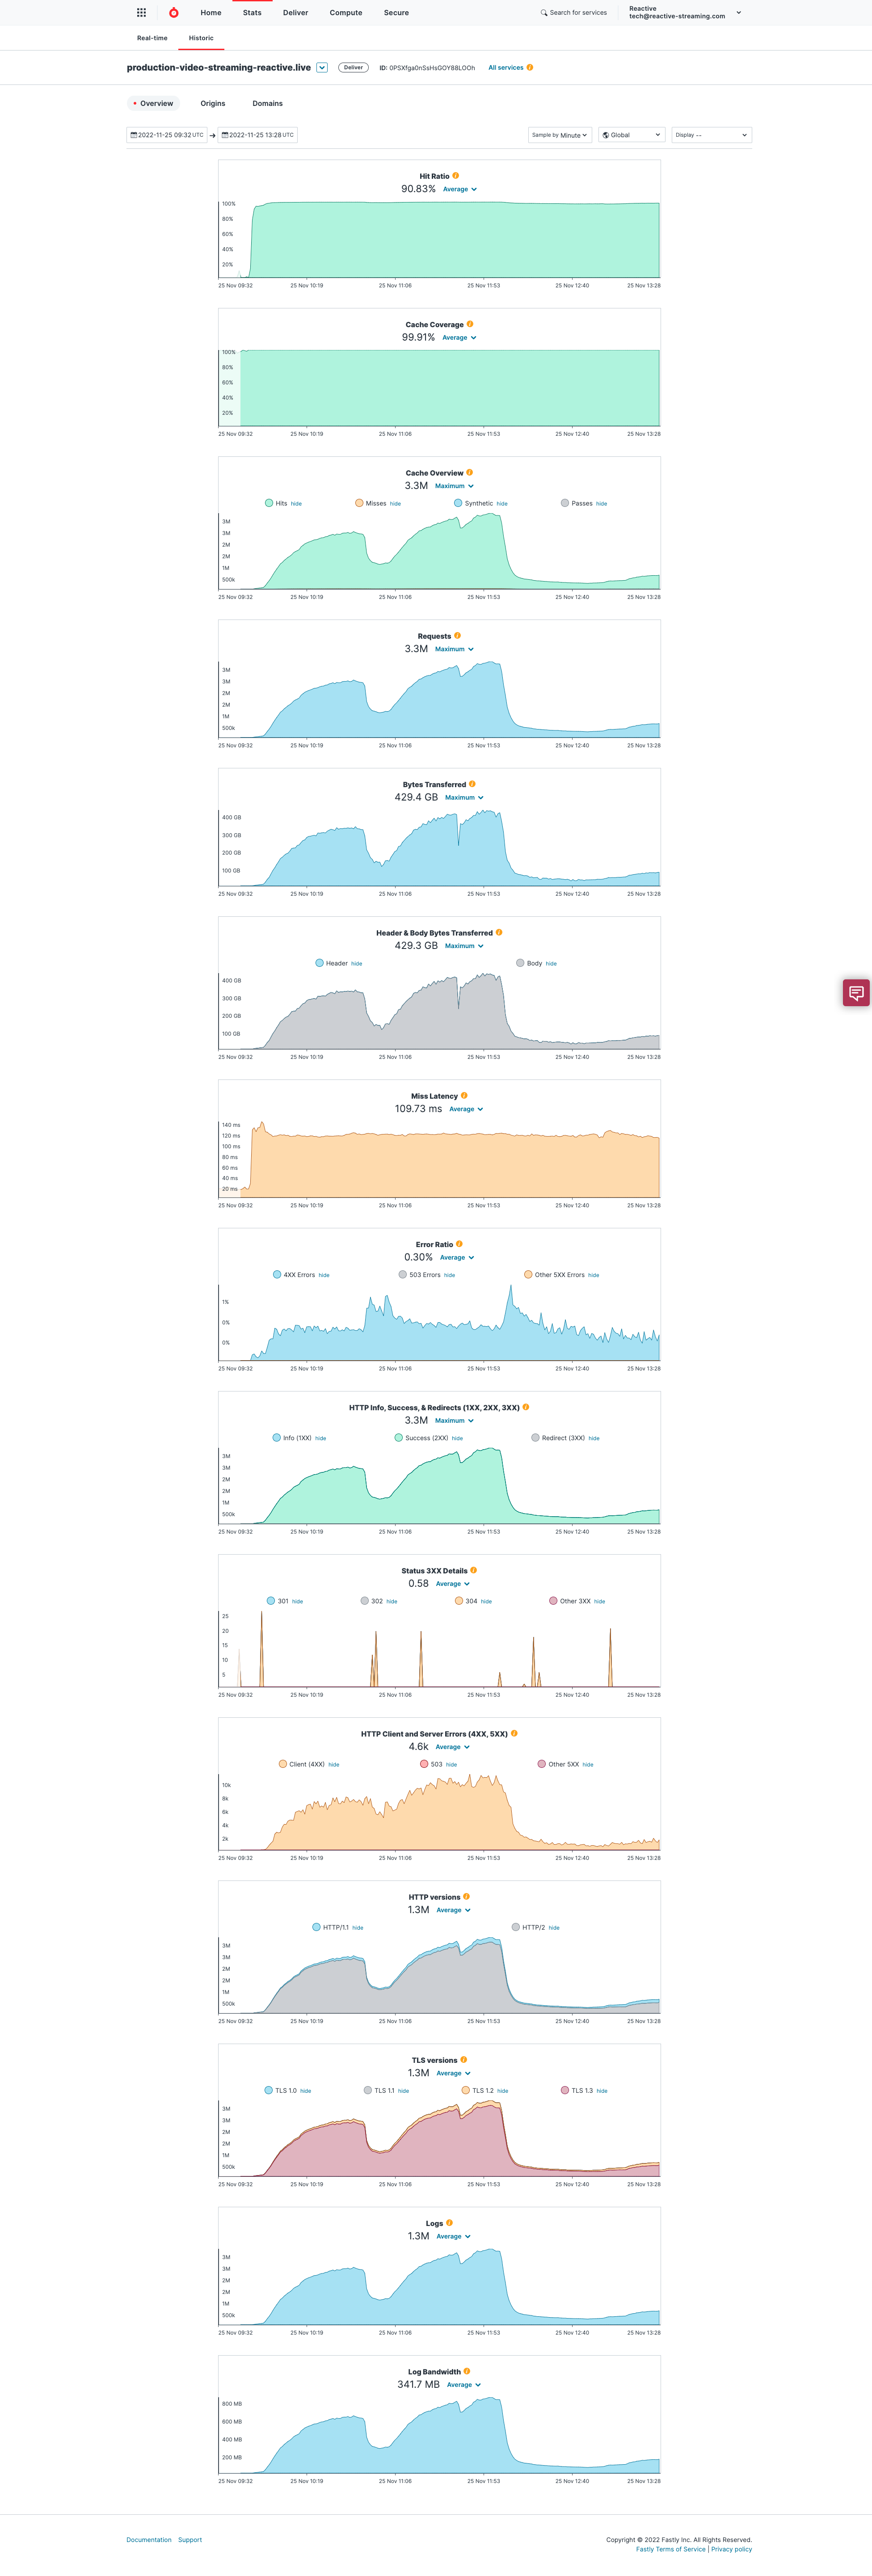 Home Stats Deliver Compute Secure Search for services Reactive
tech@reactive-streaming.com
Real-time Historic
production-video-streaming-reactive.live Deliver ID: 0PSXfga0nSsHsGOY88LOOh All services
Overview Origins Domains
2022-11-25 09:32 UTC → 2022-11-25 13:28 UTC Sample by Minute Global Display --
Hit Ratio
90.83% Average
100%
80%
60%
40%
20%
25 Nov 09:32 25 Nov 10:19 25 Nov 11:06 25 Nov 11:53 25 Nov 12:40 25 Nov 13:28
Cache Coverage
99.91% Average
100%
80%
60%
40%
20%
25 Nov 09:32 25 Nov 10:19 25 Nov 11:06 25 Nov 11:53 25 Nov 12:40 25 Nov 13:28
Cache Overview
3.3M Maximum
Hits hide Misses hide Synthetic hide Passes hide
3M
3M
2M
2M
1M
500k
25 Nov 09:32 25 Nov 10:19 25 Nov 11:06 25 Nov 11:53 25 Nov 12:40 25 Nov 13:28
Requests
3.3M Maximum
3M
3M
2M
2M
1M
500k
25 Nov 09:32 25 Nov 10:19 25 Nov 11:06 25 Nov 11:53 25 Nov 12:40 25 Nov 13:28
Bytes Transferred
429.4 GB Maximum
400 GB
300 GB
200 GB
100 GB
25 Nov 09:32 25 Nov 10:19 25 Nov 11:06 25 Nov 11:53 25 Nov 12:40 25 Nov 13:28
Header & Body Bytes Transferred
429.3 GB Maximum
Header hide Body hide
400 GB
300 GB
200 GB
100 GB
25 Nov 09:32 25 Nov 10:19 25 Nov 11:06 25 Nov 11:53 25 Nov 12:40 25 Nov 13:28
Miss Latency
109.73 ms Average
140 ms
120 ms
100 ms
80 ms
60 ms
40 ms
20 ms
25 Nov 09:32 25 Nov 10:19 25 Nov 11:06 25 Nov 11:53 25 Nov 12:40 25 Nov 13:28
Error Ratio
0.30% Average
4XX Errors hide 503 Errors hide Other 5XX Errors hide
1%
0%
0%
25 Nov 09:32 25 Nov 10:19 25 Nov 11:06 25 Nov 11:53 25 Nov 12:40 25 Nov 13:28
HTTP Info, Success, & Redirects (1XX, 2XX, 3XX)
3.3M Maximum
Info (1XX) hide Success (2XX) hide Redirect (3XX) hide
3M
3M
2M
2M
1M
500k
25 Nov 09:32 25 Nov 10:19 25 Nov 11:06 25 Nov 11:53 25 Nov 12:40 25 Nov 13:28
Status 3XX Details
0.58 Average
301 hide 302 hide 304 hide Other 3XX hide
25
20
15
10
5
25 Nov 09:32 25 Nov 10:19 25 Nov 11:06 25 Nov 11:53 25 Nov 12:40 25 Nov 13:28
HTTP Client and Server Errors (4XX, 5XX)
4.6k Average
Client (4XX) hide 503 hide Other 5XX hide
10k
8k
6k
4k
2k
25 Nov 09:32 25 Nov 10:19 25 Nov 11:06 25 Nov 11:53 25 Nov 12:40 25 Nov 13:28
HTTP versions
1.3M Average
HTTP/1.1 hide HTTP/2 hide
3M
3M
2M
2M
1M
500k
25 Nov 09:32 25 Nov 10:19 25 Nov 11:06 25 Nov 11:53 25 Nov 12:40 25 Nov 13:28
TLS versions
1.3M Average
TLS 1.0 hide TLS 1.1 hide TLS 1.2 hide TLS 1.3 hide
3M
3M
2M
2M
1M
500k
25 Nov 09:32 25 Nov 10:19 25 Nov 11:06 25 Nov 11:53 25 Nov 12:40 25 Nov 13:28
Logs
1.3M Average
3M
3M
2M
2M
1M
500k
25 Nov 09:32 25 Nov 10:19 25 Nov 11:06 25 Nov 11:53 25 Nov 12:40 25 Nov 13:28
Log Bandwidth
341.7 MB Average
800 MB
600 MB
400 MB
200 MB
25 Nov 09:32 25 Nov 10:19 25 Nov 11:06 25 Nov 11:53 25 Nov 12:40 25 Nov 13:28
Documentation Support Copyright © 2022 Fastly Inc. All Rights Reserved.
Fastly Terms of Service | Privacy policy